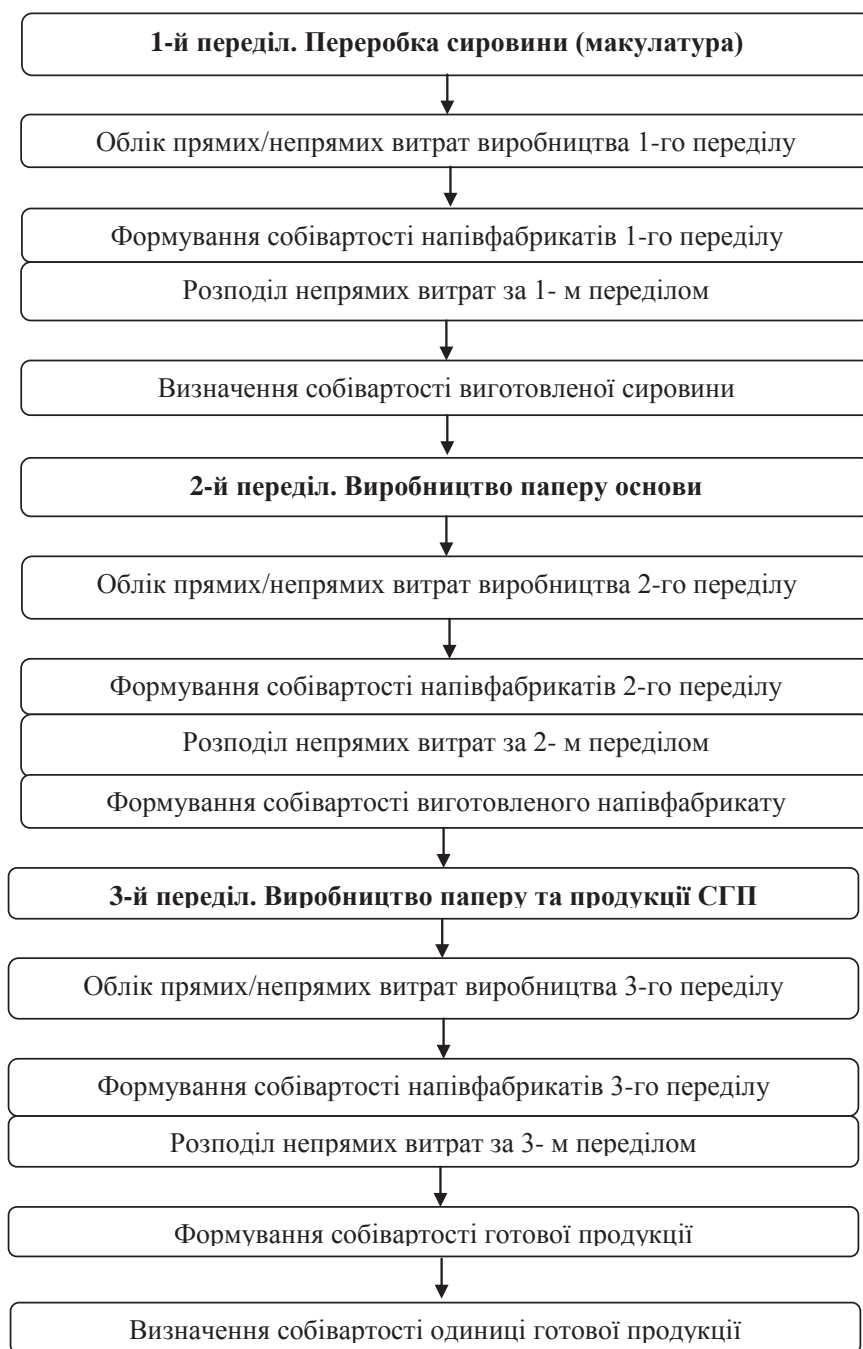 1-й переділ. Переробка сировини (макулатура)
Облік прямих/непрямих витрат виробництва 1-го переділу
Формування собівартості напівфабрикатів 1-го переділу
Розподіл непрямих витрат за 1- м переділом
Визначення собівартості виготовленої сировини
2-й переділ. Виробництво паперу основи
Облік прямих/непрямих витрат виробництва 2-го переділу
Формування собівартості напівфабрикатів 2-го переділу
Розподіл непрямих витрат за 2- м переділом
Формування собівартості виготовленого напівфабрикату
3-й переділ. Виробництво паперу та продукції СГП
Облік прямих/непрямих витрат виробництва 3-го переділу
Формування собівартості напівфабрикатів 3-го переділу
Розподіл непрямих витрат за 3- м переділом
Формування собівартості готової продукції
Визначення собівартості одиниці готової продукції